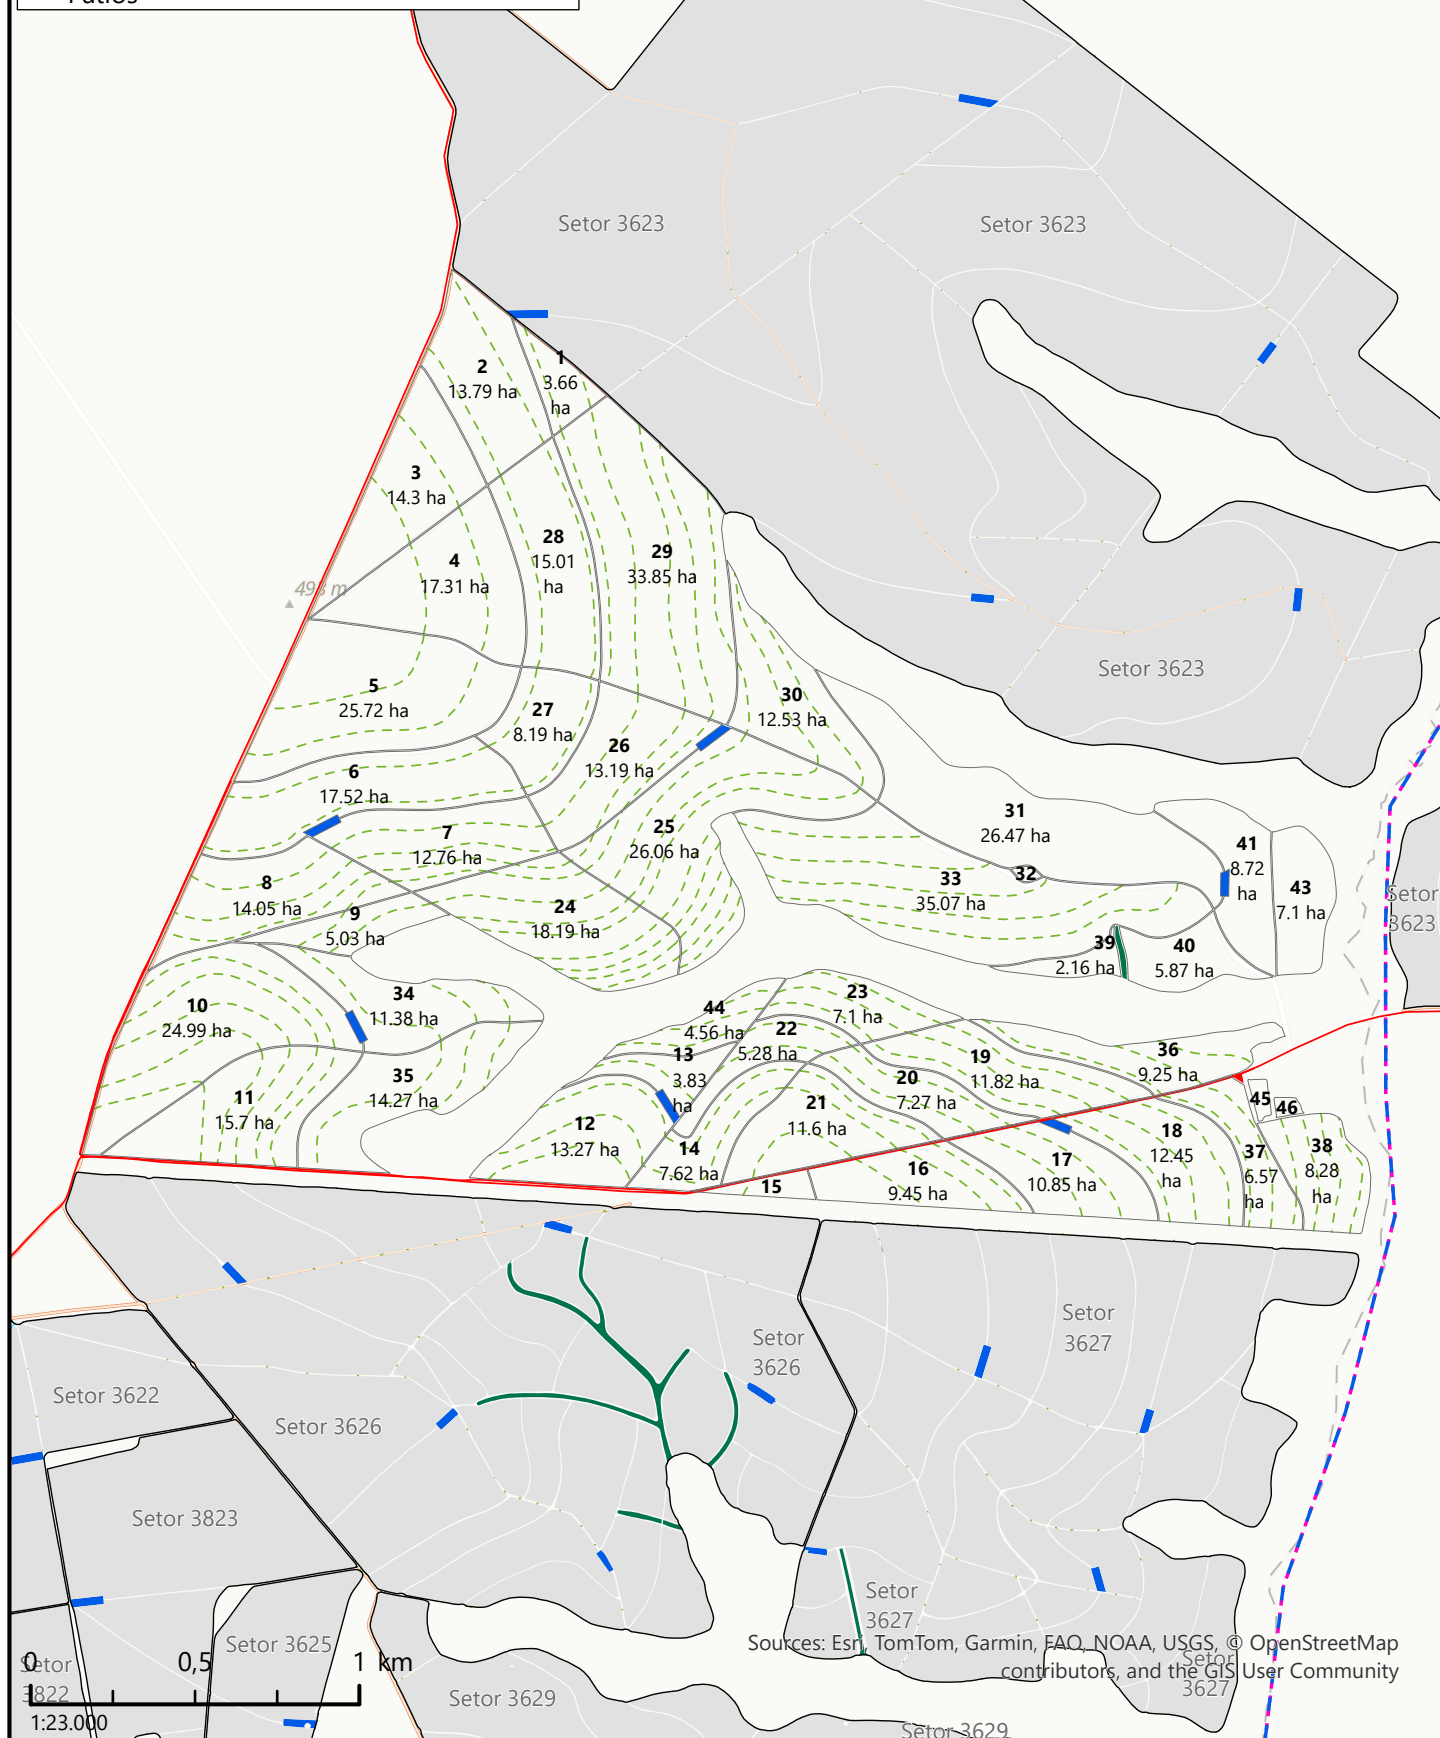 Setor 3623
Setor 3623
1
3.66
ha
2
13.79 ha
3
14.3 ha
28
15.01
ha
29
33.85 ha
4
17.31 ha
498 m
Setor 3623
5
25.72 ha
30
12.53 ha
27
8.19 ha
26
13.19 ha
6
17.52 ha
31
26.47 ha
7
12.76 ha
25
26.06 ha
41
8.72
ha
32
33
35.07 ha
8
14.05 ha
43
7.1 ha
Setor
3623
9
5.03 ha
24
18.19 ha
39
2.16 ha
40
5.87 ha
34
11.38 ha
10
24.99 ha
44
4.56 ha
23
7.1 ha
22
5.28 ha
13
3.83
ha
19
11.82 ha
36
9.25 ha
35
14.27 ha
20
7.27 ha
11
15.7 ha
21
11.6 ha
45
46
12
13.27 ha
18
12.45
ha
14
7.62 ha
37
6.57
ha
38
8.28
ha
17
10.85 ha
16
9.45 ha
15
Setor
3627
Setor
3626
Setor 3622
Setor 3626
Setor 3823
Setor
3627
Setor 3625
Sources: Esri, TomTom, Garmin, FAO, NOAA, USGS, © OpenStreetMap
contributors, and the GIS User Community
Setor
3627
Setor
3822
0 0,5 1 km
1:23.000
Setor 3629
Setor 3629